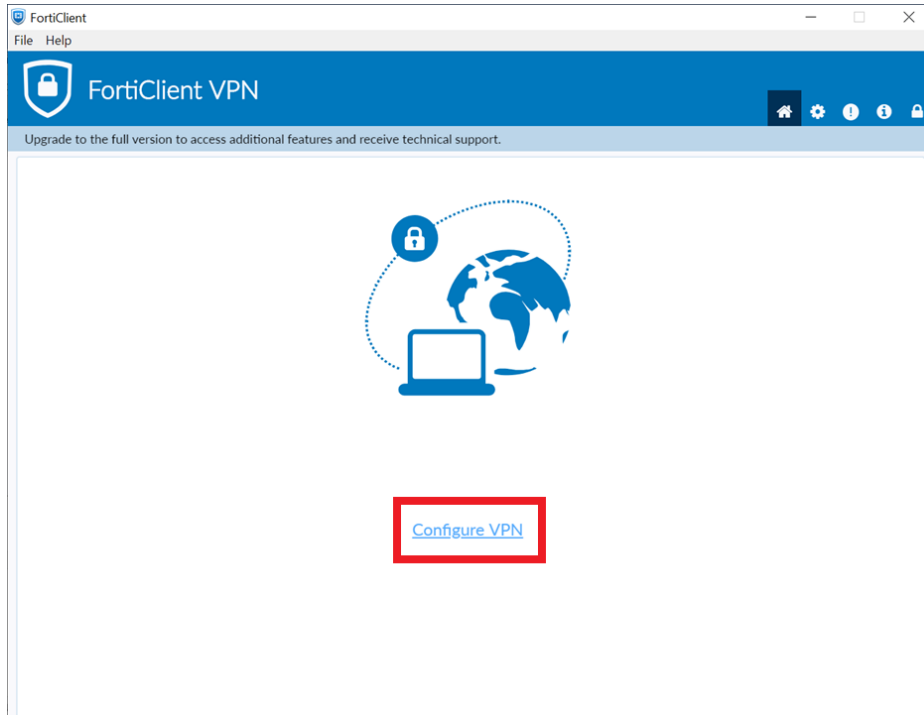 FortiClient
File Help
FortiClient VPN
Upgrade to the full version to access additional features and receive technical support.
Configure VPN